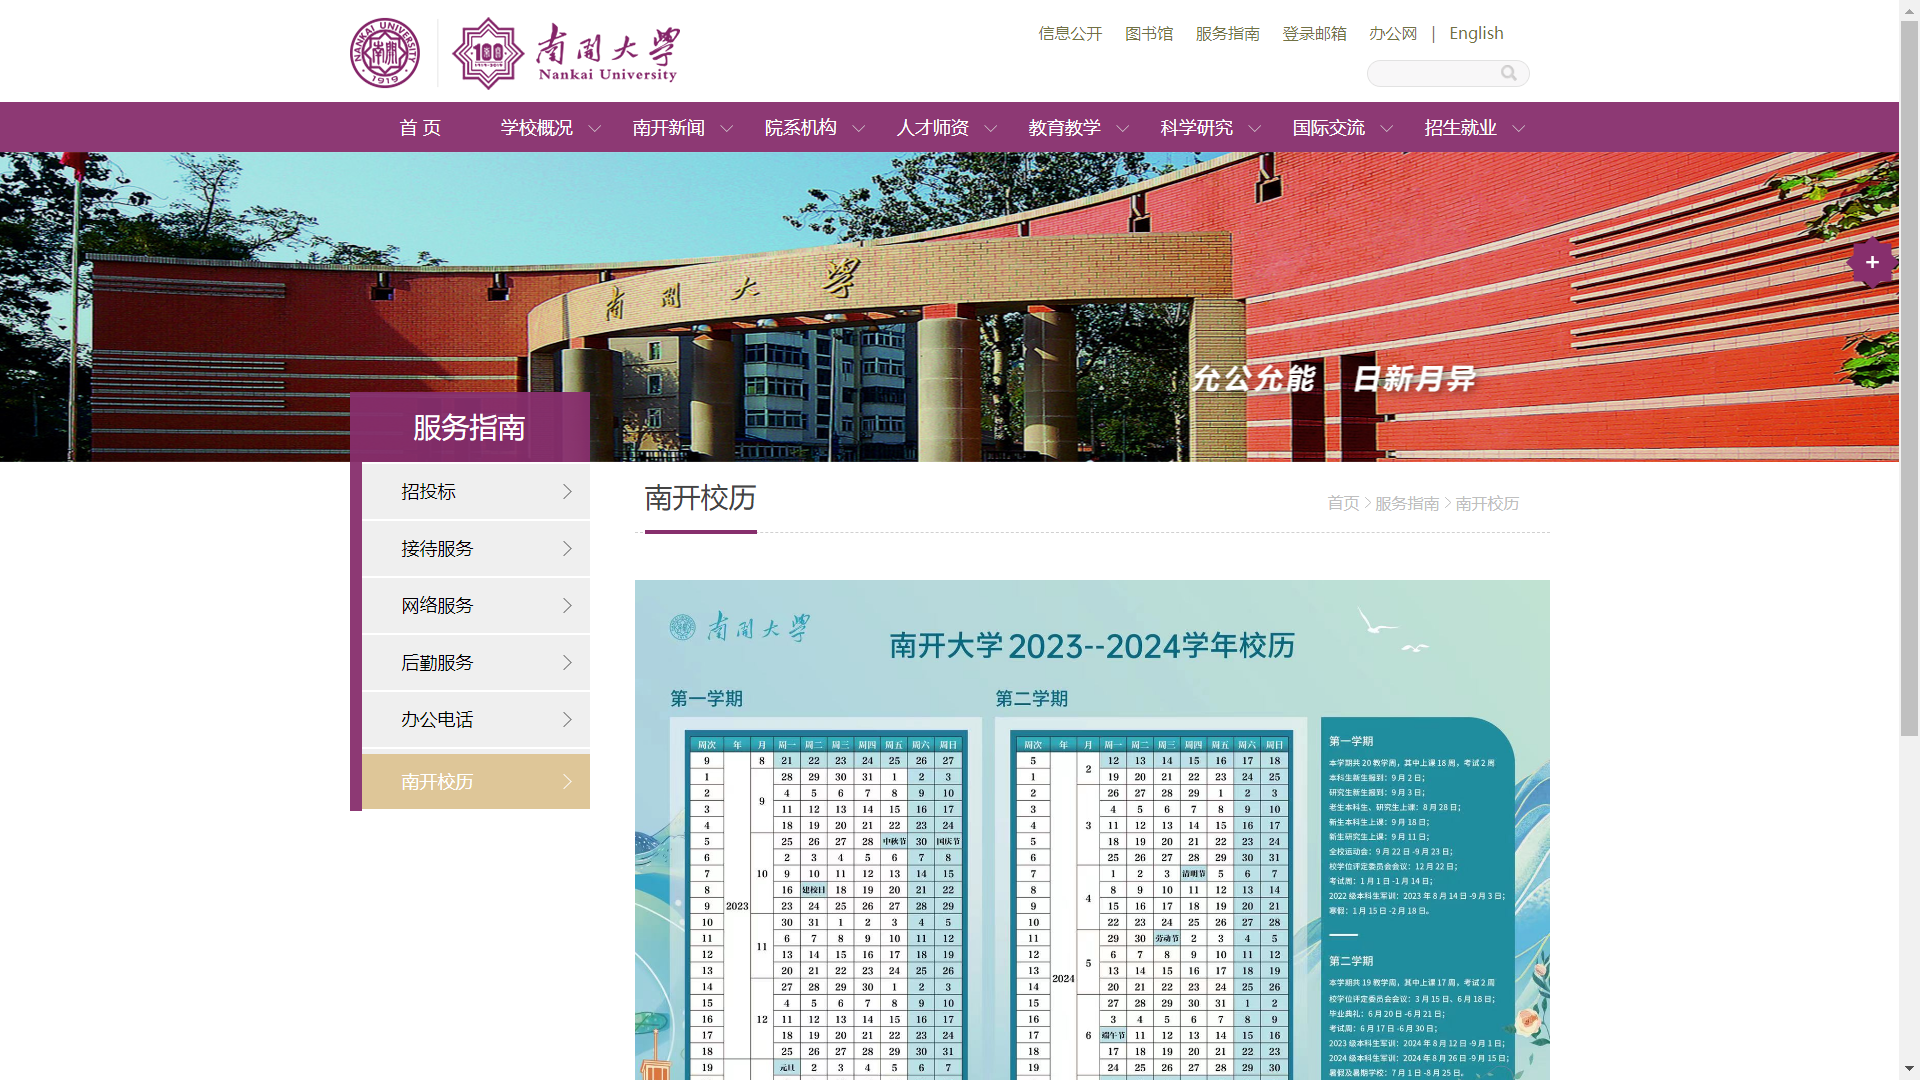 NANKAI UNIVERSITY 1919
100
1919-2019
南開大學
Nankai University
信息公开 图书馆 服务指南 登录邮箱 办公网 | English
首 页 学校概况 南开新闻 院系机构 人才师资 教育教学 科学研究 国际交流 招生就业
+
南開大學
允公允能 日新月异
服务指南
招投标
接待服务
网络服务
后勤服务
办公电话
南开校历
南开校历
首页 > 服务指南 > 南开校历
南開大學
南开大学2023--2024学年校历
第一学期
周次 年 月 周一 周二 周三 周四 周五 周六 周日
9 8 21 22 23 24 25 26 27
1 28 29 30 31 1 2 3
2 9 4 5 6 7 8 9 10
3 11 12 13 14 15 16 17
4 18 19 20 21 22 23 24
5 25 26 27 28 中秋节 30 国庆节
6 2 3 4 5 6 7 8
7 10 9 10 11 12 13 14 15
8 16 建校日 18 19 20 21 22
9 2023 23 24 25 26 27 28 29
10 30 31 1 2 3 4 5
11 11 6 7 8 9 10 11 12
12 13 14 15 16 17 18 19
13 20 21 22 23 24 25 26
14 27 28 29 30 1 2 3
15 4 5 6 7 8 9 10
16 12 11 12 13 14 15 16 17
17 18 19 20 21 22 23 24
18 25 26 27 28 29 30 31
19 元旦 2 3 4 5 6 7
第二学期
周次 年 月 周一 周二 周三 周四 周五 周六 周日
5 2 12 13 14 15 16 17 18
1 19 20 21 22 23 24 25
2 26 27 28 29 1 2 3
3 4 5 6 7 8 9 10
4 3 11 12 13 14 15 16 17
5 18 19 20 21 22 23 24
6 25 26 27 28 29 30 31
7 1 2 3 清明节 5 6 7
8 4 8 9 10 11 12 13 14
9 15 16 17 18 19 20 21
10 22 23 24 25 26 27 28
11 29 30 劳动节 2 3 4 5
12 5 6 7 8 9 10 11 12
13 2024 13 14 15 16 17 18 19
14 20 21 22 23 24 25 26
15 27 28 29 30 31 1 2
16 3 4 5 6 7 8 9
17 6 端午节 11 12 13 14 15 16
18 17 18 19 20 21 22 23
19 24 25 26 27 28 29 30
第一学期
本学期共20教学周，其中上课18周，考试2周
本科生新生报到：9月2日；
研究生新生报到：9月3日；
老生本科生、研究生上课：8月28日；
新生本科生上课：9月18日；
新生研究生上课：9月11日；
全校运动会：9月22日-9月23日；
校学位评定委员会会议：12月22日；
考试周：1月1日-1月14日；
2022级本科生军训：2023年8月14日-9月3日；
寒假：1月15日-2月18日。
第二学期
本学期共19教学周，其中上课17周，考试2周
校学位评定委员会会议：3月15日、6月18日；
毕业典礼：6月20日-6月21日；
考试周：6月17日-6月30日；
2023级本科生军训：2024年8月12日-9月1日；
2024级本科生军训：2024年8月26日-9月15日；
暑假及暑期学校：7月1日-8月25日。